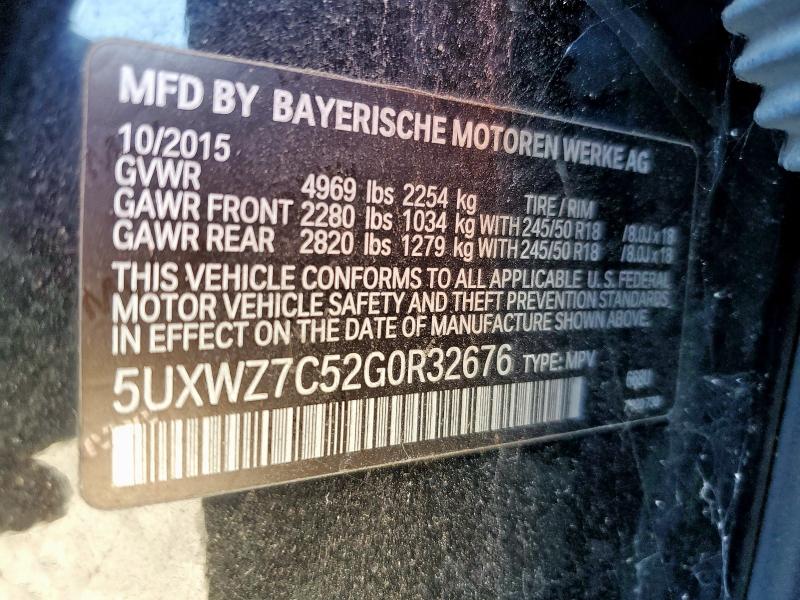 MFD BY BAYERISCHE MOTOREN WERKE AG
10/2015
GVWR 4969 lbs 2254 kg TIRE / RIM
GAWR FRONT 2280 lbs 1034 kg WITH 245/50 R18 /8.0J x 18
GAWR REAR 2820 lbs 1279 kg WITH 245/50 R18 /8.0J x 18
THIS VEHICLE CONFORMS TO ALL APPLICABLE U.S. FEDERAL
MOTOR VEHICLE SAFETY AND THEFT PREVENTION STANDARDS
IN EFFECT ON THE DATE OF MANUFACTURE SHOWN ABOVE.
5UXWZ7C52G0R32676 TYPE: MPV